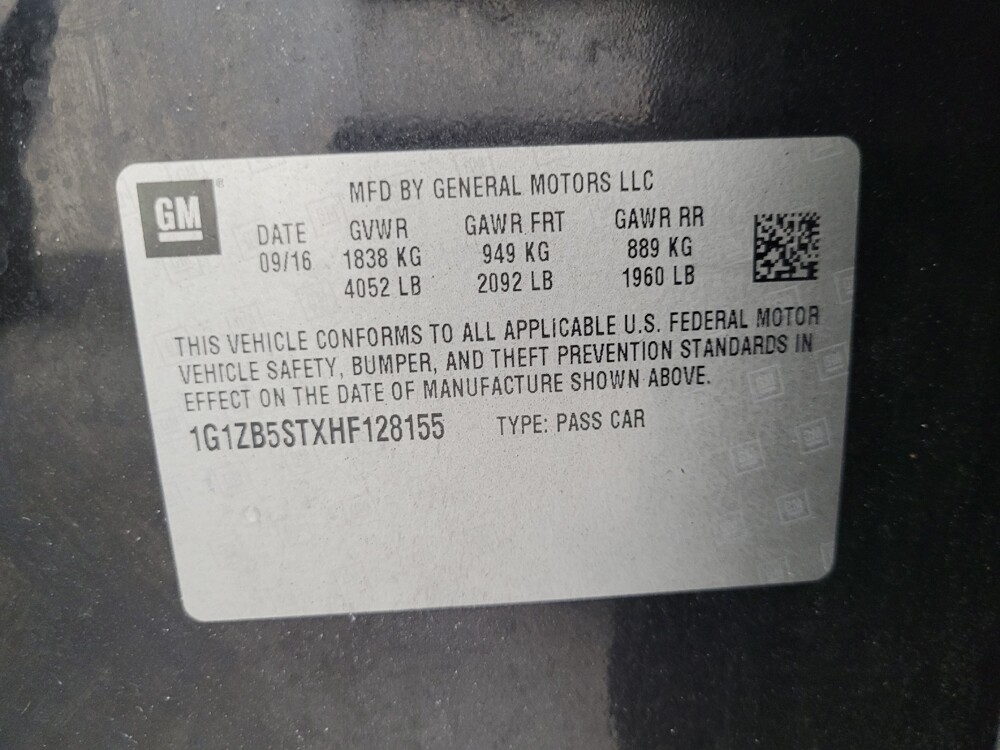 GM
MFD BY GENERAL MOTORS LLC
DATE GVWR GAWR FRT GAWR RR
09/16 1838 KG 949 KG 889 KG
4052 LB 2092 LB 1960 LB
THIS VEHICLE CONFORMS TO ALL APPLICABLE U.S. FEDERAL MOTOR
VEHICLE SAFETY, BUMPER, AND THEFT PREVENTION STANDARDS IN
EFFECT ON THE DATE OF MANUFACTURE SHOWN ABOVE.
1G1ZB5STXHF128155 TYPE: PASS CAR